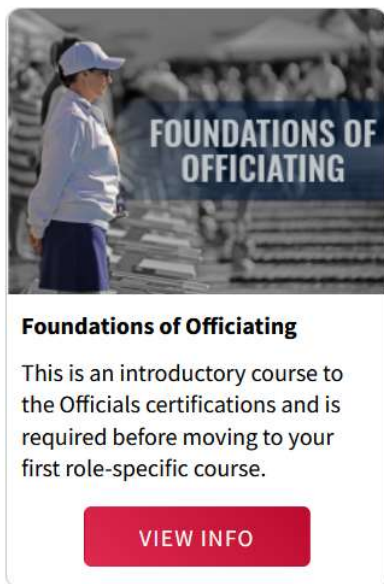 FOUNDATIONS OF
OFFICIATING
Foundations of Officiating
This is an introductory course to
the Officials certifications and is
required before moving to your
first role-specific course.
VIEW INFO